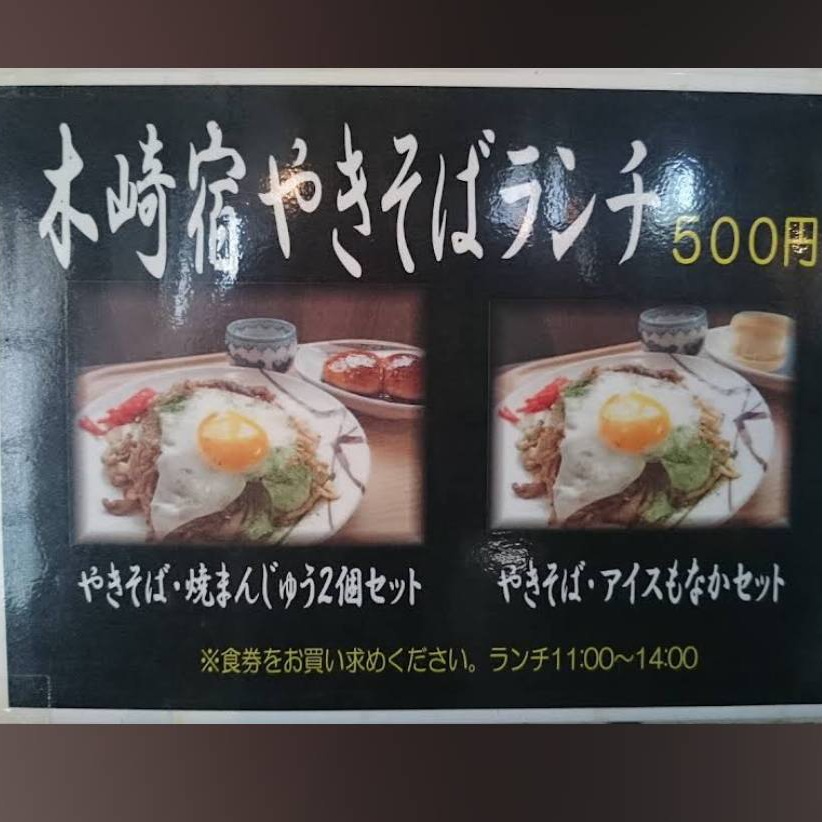 木崎宿やきそばランチ 500円
やきそば・焼まんじゅう2個セット
やきそば・アイスもなかセット
※食券をお買い求めください。ランチ11:00～14:00